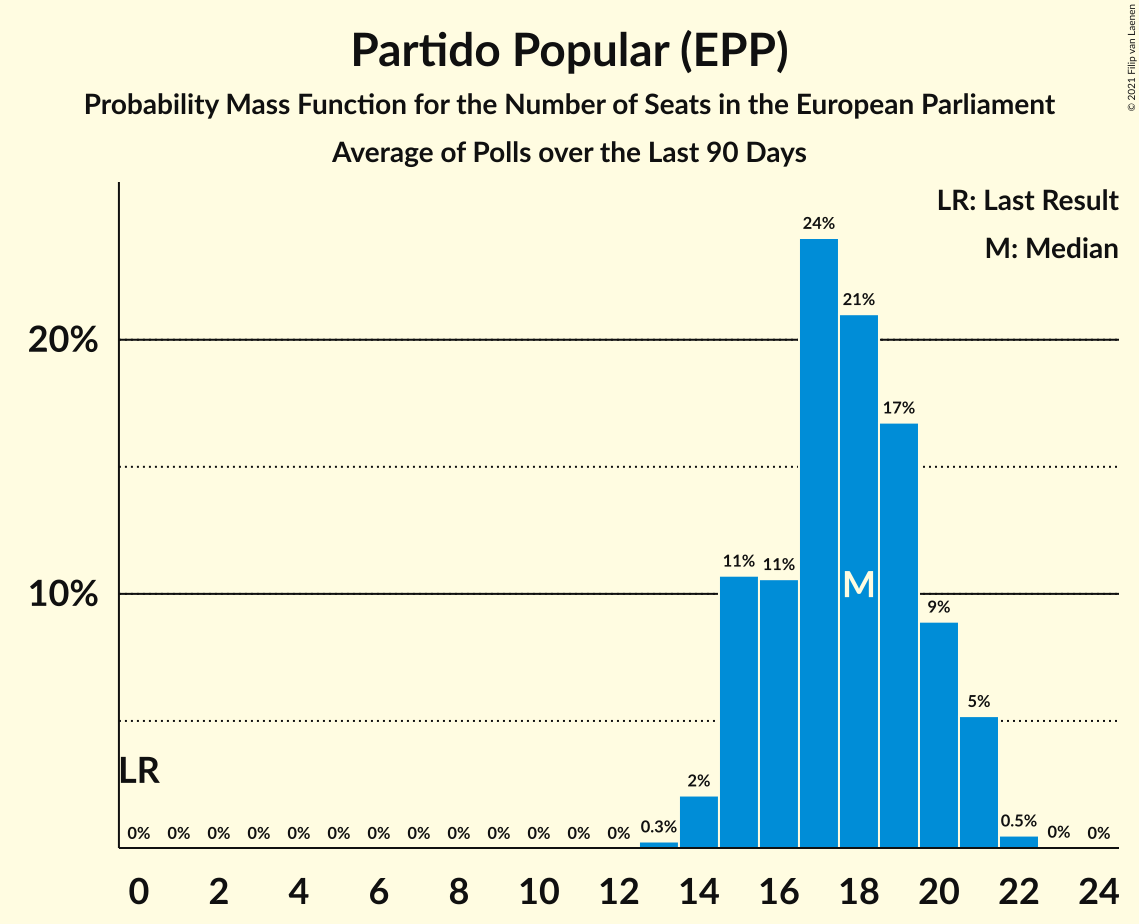 Partido Popular (EPP)
Probability Mass Function for the Number of Seats in the European Parliament
Average of Polls over the Last 90 Days
© 2021 Filip van Laenen
LR: Last Result
M: Median
24%
21%
20%
17%
11% 11%
M
10%
9%
5%
LR
2%
0% 0% 0% 0% 0% 0% 0% 0% 0% 0% 0% 0% 0% 0.3% 0.5% 0% 0%
0 2 4 6 8 10 12 14 16 18 20 22 24